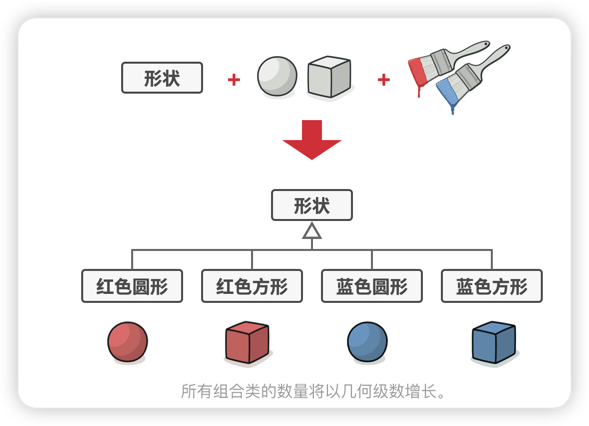 形状 + +
形状
红色圆形 红色方形 蓝色圆形 蓝色方形
所有组合类的数量将以几何级数增长。